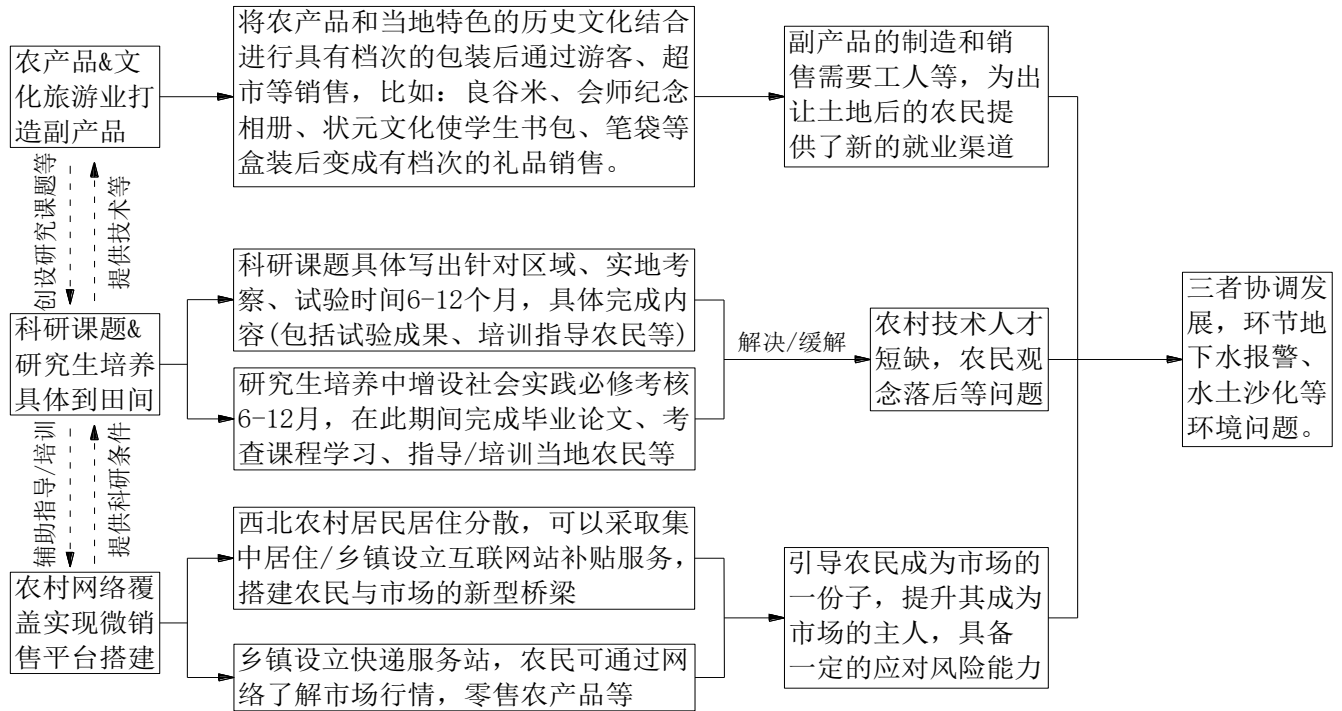 农产品&文
化旅游业打
造副产品
将农产品和当地特色的历史文化结合
进行具有档次的包装后通过游客、超
市等销售，比如：良谷米、会师纪念
相册、状元文化使学生书包、笔袋等
盒装后变成有档次的礼品销售。
副产品的制造和销
售需要工人等，为出
让土地后的农民提
供了新的就业渠道
创设研究课题等
提供技术等
科研课题&
研究生培养
具体到田间
科研课题具体写出针对区域、实地考
察、试验时间6-12个月，具体完成内
容(包括试验成果、培训指导农民等)
研究生培养中增设社会实践必修考核
6-12月，在此期间完成毕业论文、考
查课程学习、指导/培训当地农民等
解决/缓解
农村技术人才
短缺，农民观
念落后等问题
三者协调发
展，环节地
下水报警、
水土沙化等
环境问题。
辅助指导/培训
提供科研条件
农村网络覆
盖实现微销
售平台搭建
西北农村居民居住分散，可以采取集
中居住/乡镇设立互联网站补贴服务，
搭建农民与市场的新型桥梁
乡镇设立快递服务站，农民可通过网
络了解市场行情，零售农产品等
引导农民成为市场的
一份子，提升其成为
市场的主人，具备
一定的应对风险能力